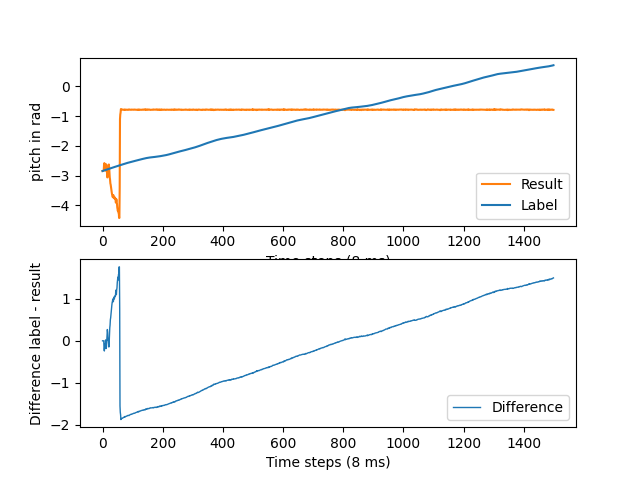 pitch in rad
0
−1
−2
−3
−4
Result
Label
0 200 400 600 800 1000 1200 1400
Time steps (8 ms)
Difference label - result
1
0
−1
−2
Difference
0 200 400 600 800 1000 1200 1400
Time steps (8 ms)